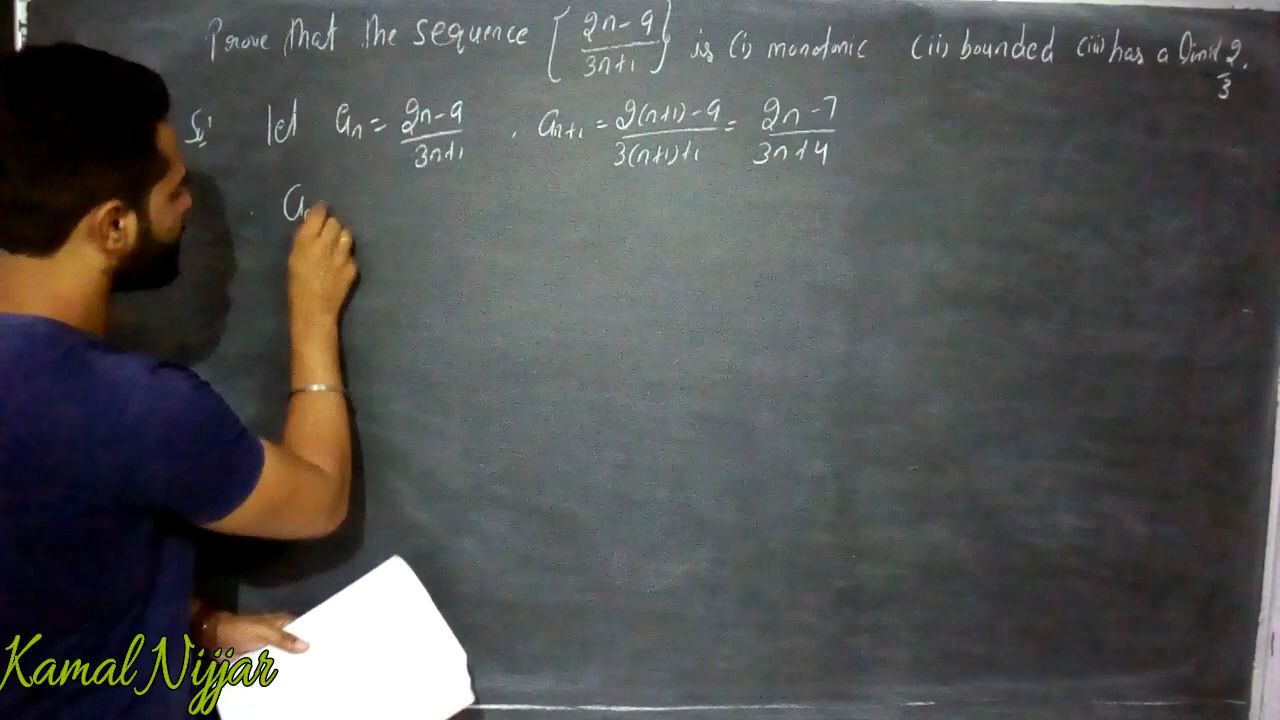 Prove that the sequence {2n-9/3n+1} is (i) monotonic (ii) bounded (iii) has a limit 2/3.
Sol let an = 2n-9/3n+1 . an+1 = 2(n+1)-9/3(n+1)+1 = 2n-7/3n+4
a
Kamal Nijjar